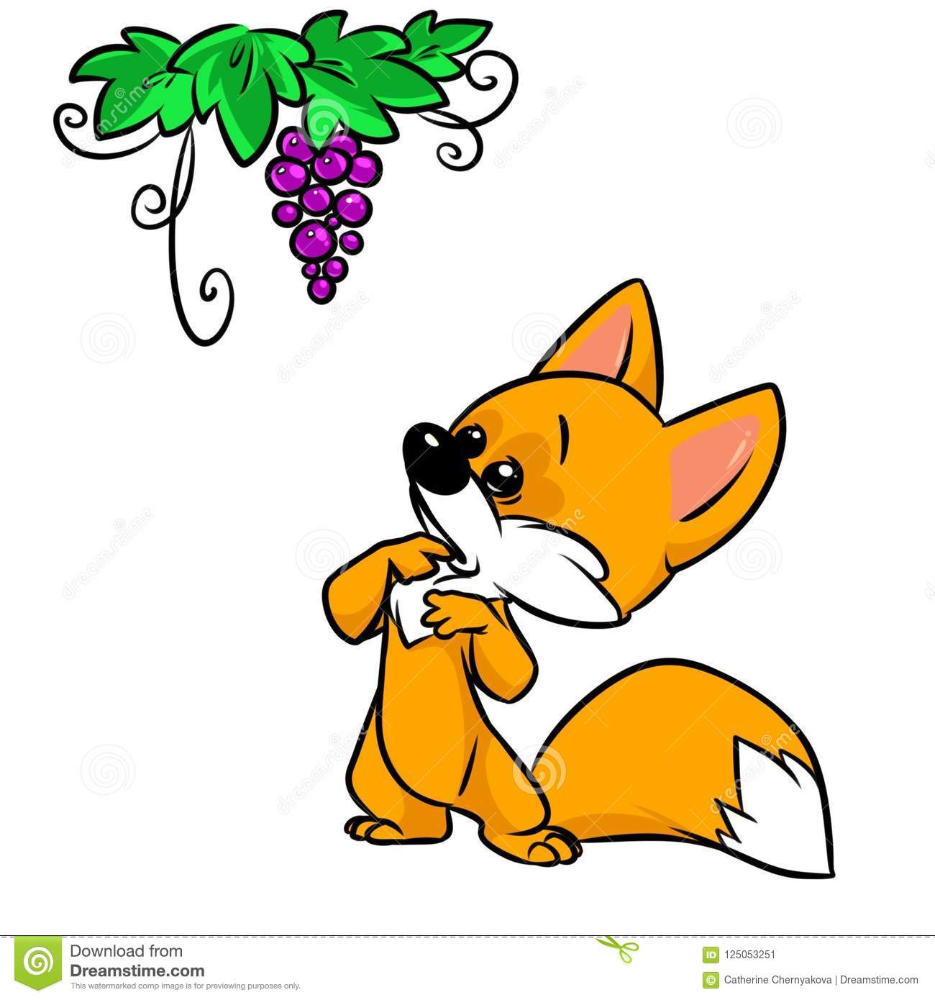 Download from
Dreamstime.com
This watermarked comp image is for previewing purposes only.
ID 125053251
© Catherine Chernyakova | Dreamstime.com
dreamstime